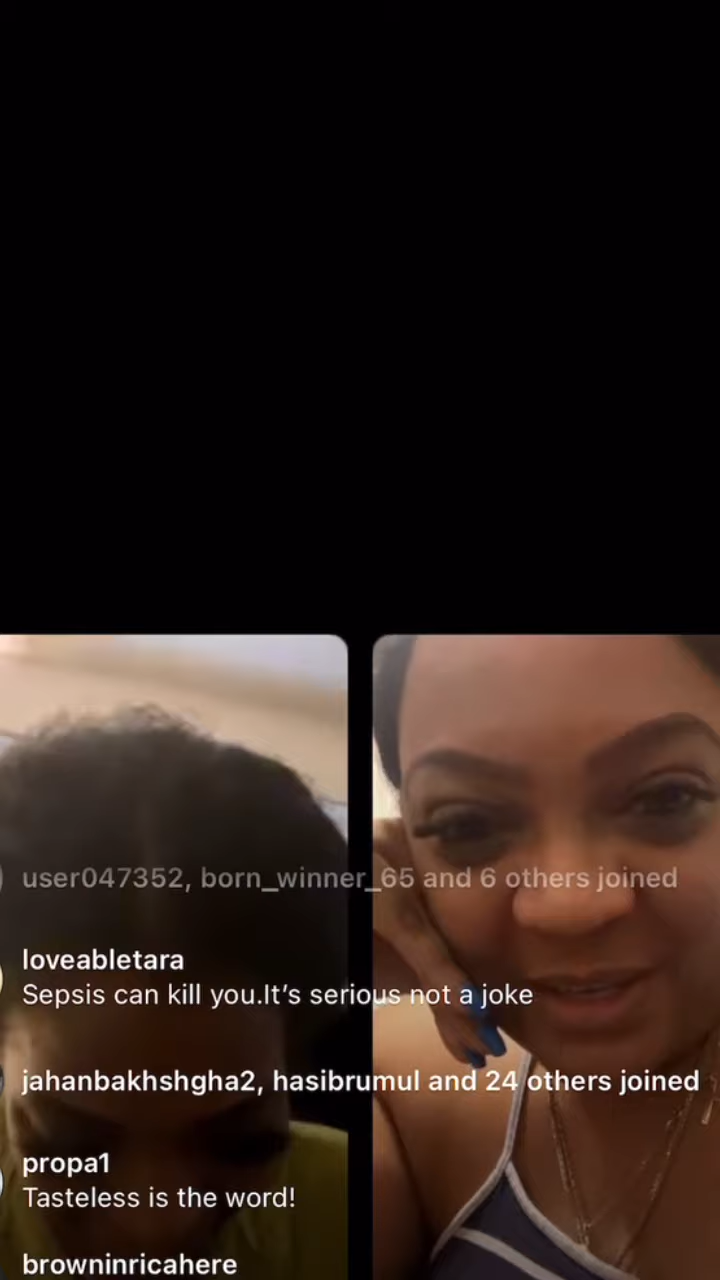 user047352, born_winner_65 and 6 others joined
loveabletara
Sepsis can kill you.It’s serious not a joke
jahanbakhshgha2, hasibrumul and 24 others joined
propa1
Tasteless is the word!
browninricahere